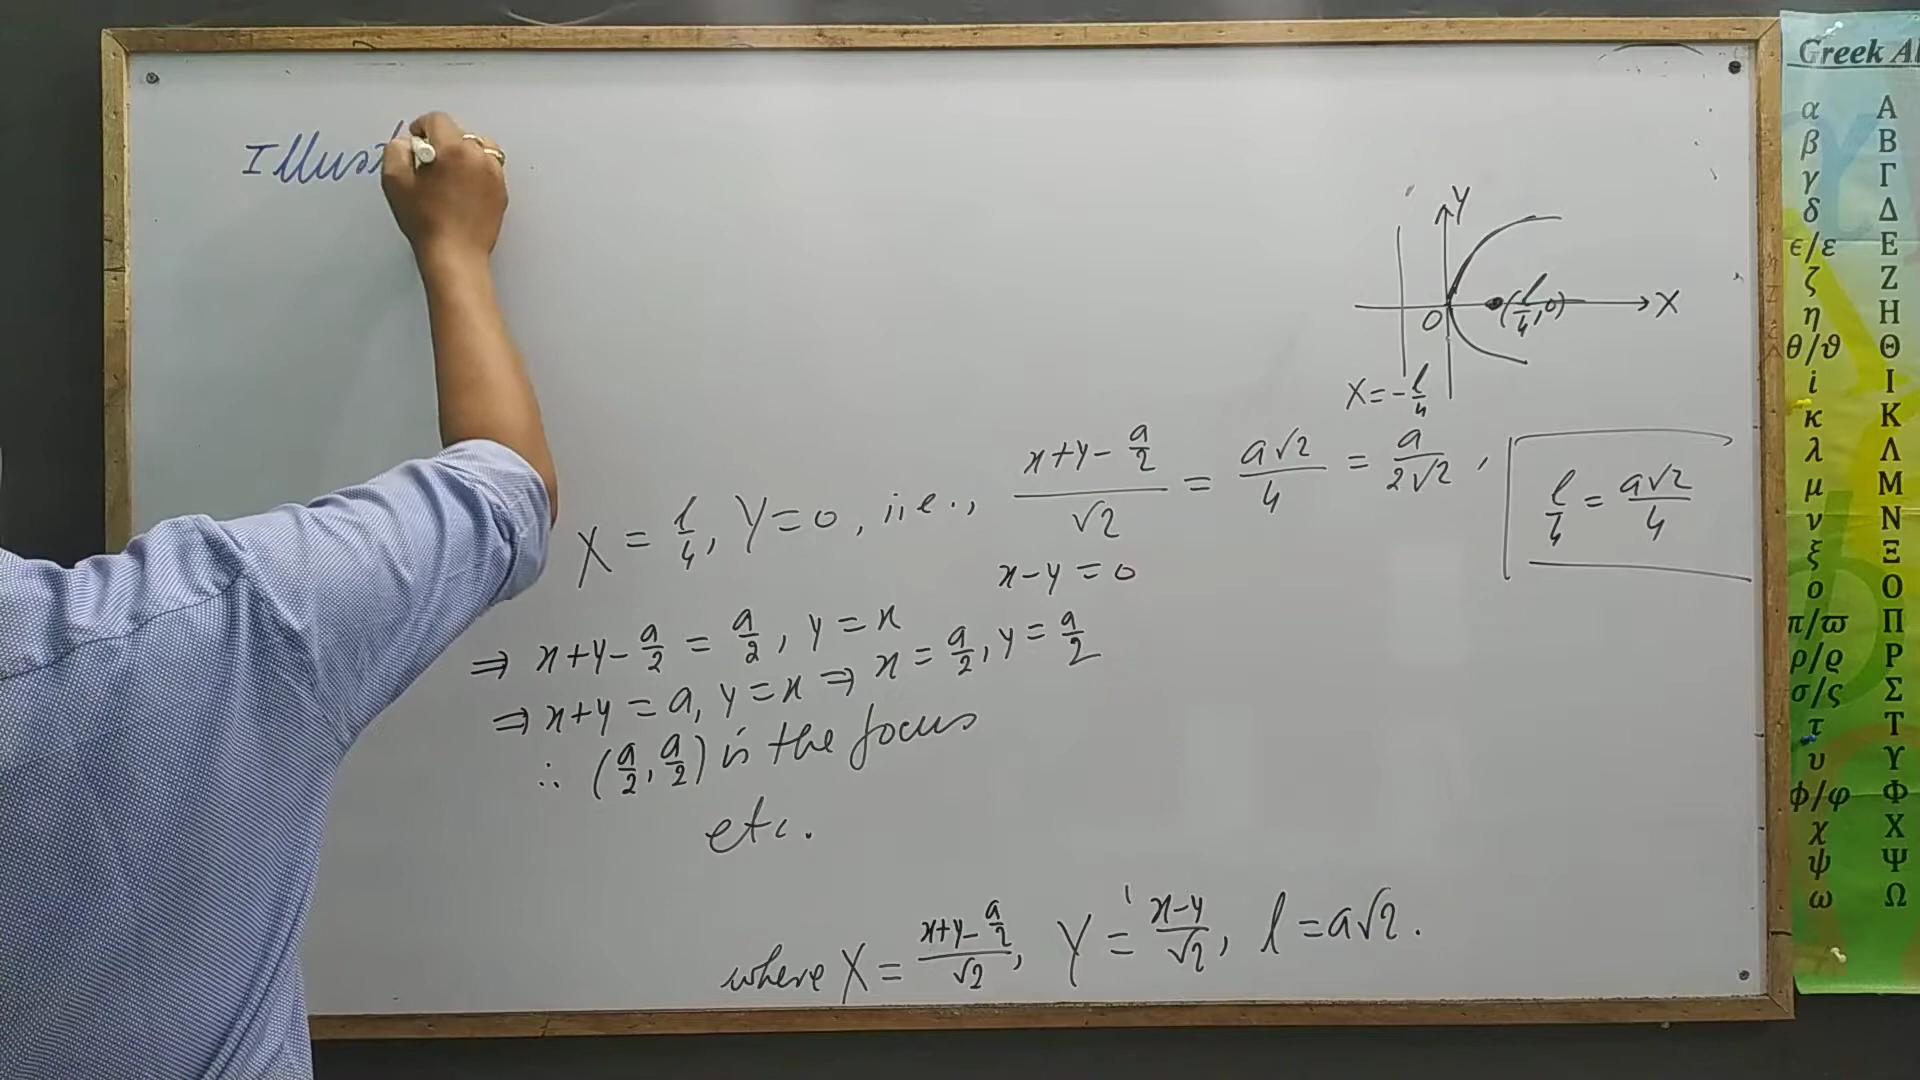 Illust
Y
O (l/4, 0) X
X = -l/4
X = l/4, Y = 0, i.e., (x+y-a/2)/√2 = a√2/4 = a/2√2,
l/4 = a√2/4
x-y = 0
⇒ x+y-a/2 = a/2, y = x
⇒ x+y = a, y = x ⇒ x = a/2, y = a/2
∴ (a/2, a/2) is the focus
etc.
where X = (x+y-a/2)/√2, Y = (x-y)/√2, l = a√2.
Greek Al
α Α
β Β
γ Γ
δ Δ
ϵ/ε Ε
ζ Ζ
η Η
θ/ϑ Θ
i Ι
κ Κ
λ Λ
μ Μ
ν Ν
ξ Ξ
ο Ο
π/ϖ Π
ρ/ϱ Ρ
σ/ς Σ
τ Τ
υ Υ
ϕ/φ Φ
χ Χ
ψ Ψ
ω Ω